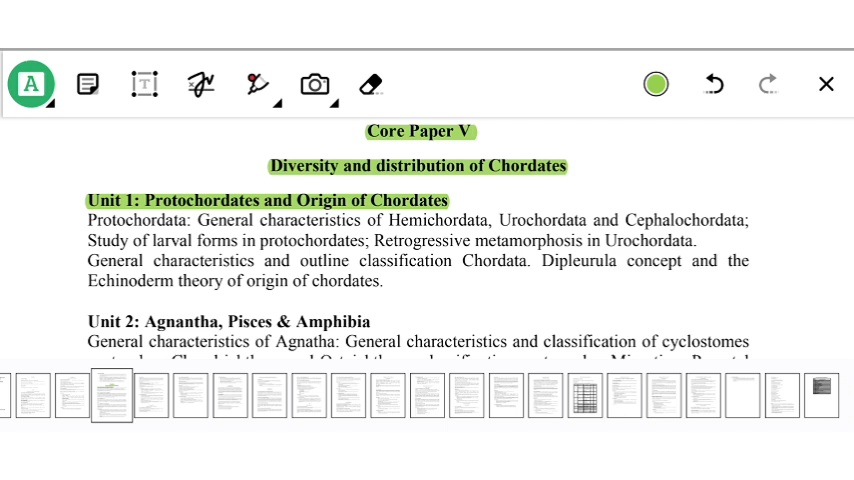 A
T
Core Paper V
Diversity and distribution of Chordates
Unit 1: Protochordates and Origin of Chordates
Protochordata: General characteristics of Hemichordata, Urochordata and Cephalochordata;
Study of larval forms in protochordates; Retrogressive metamorphosis in Urochordata.
General characteristics and outline classification Chordata. Dipleurula concept and the
Echinoderm theory of origin of chordates.
Unit 2: Agnantha, Pisces & Amphibia
General characteristics of Agnatha: General characteristics and classification of cyclostomes